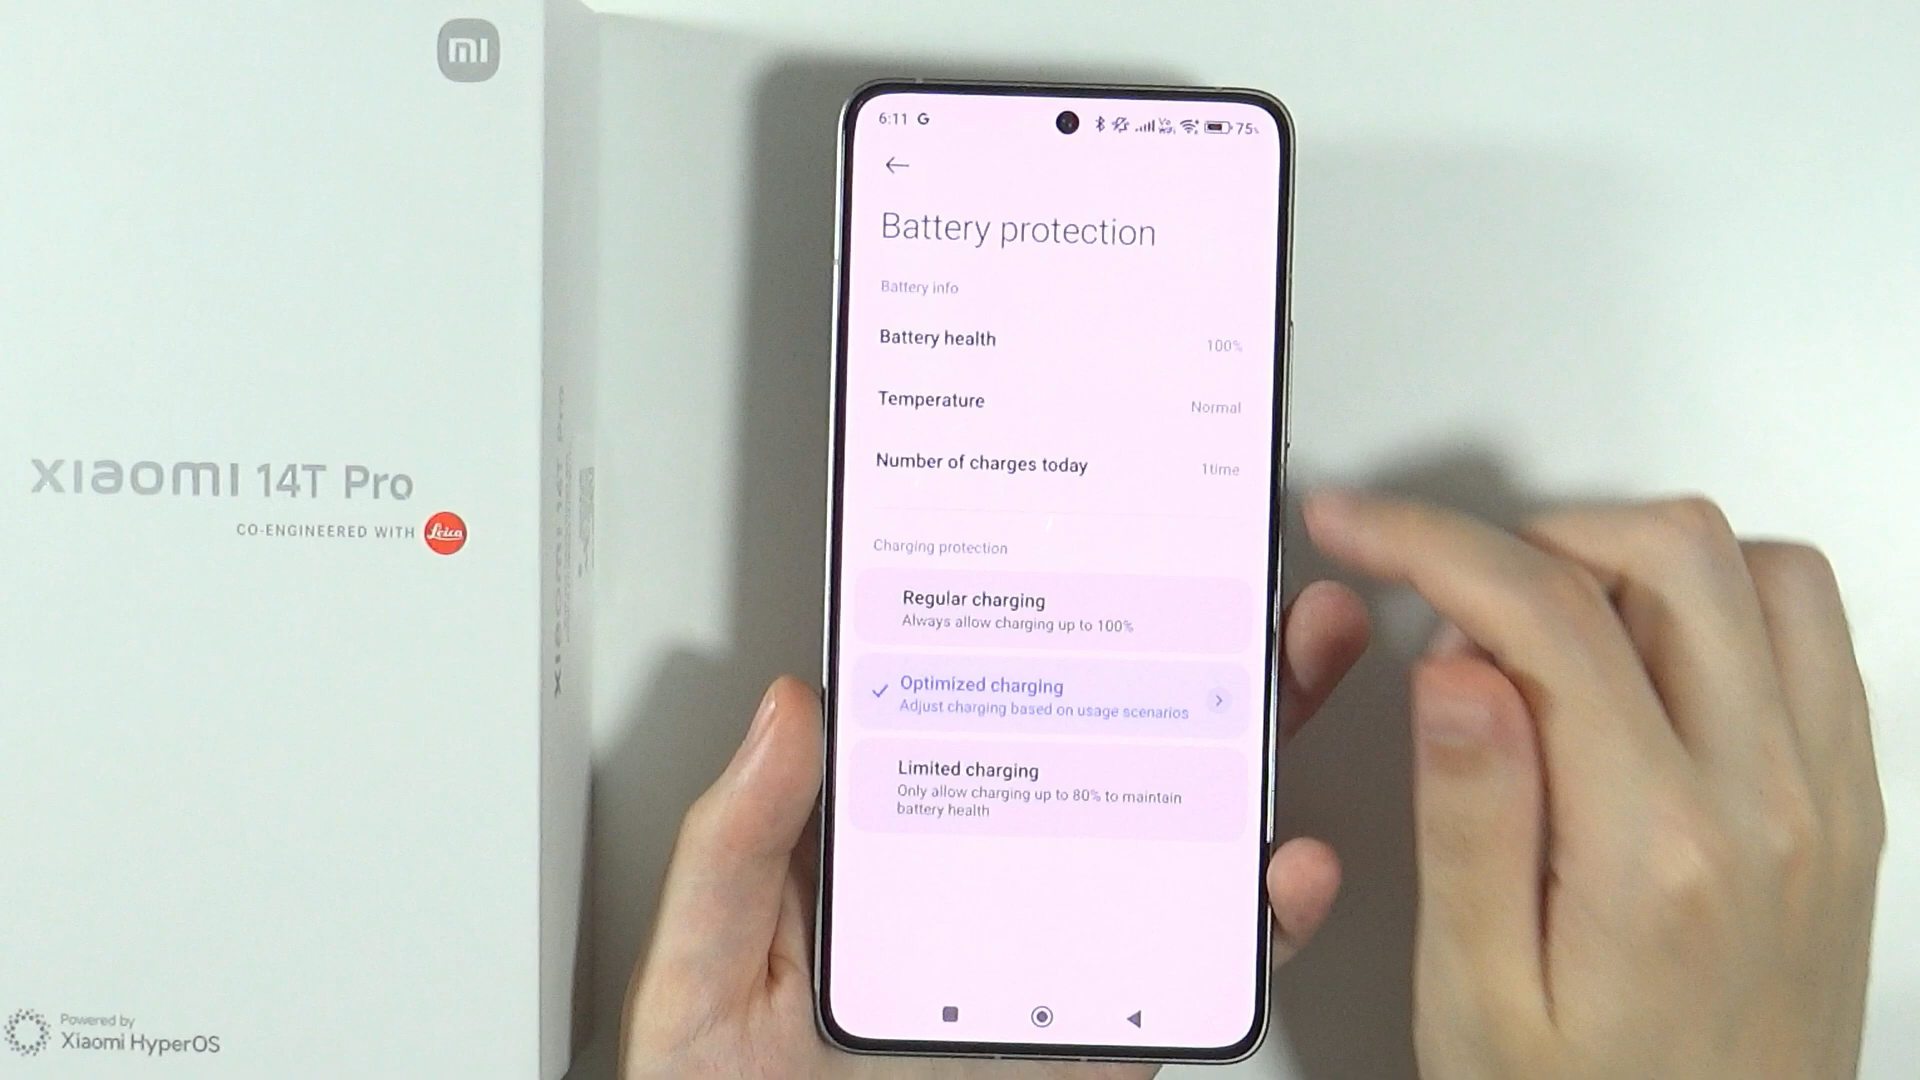 mi
xiaomi 14T Pro
CO-ENGINEERED WITH Leica
Powered by
Xiaomi HyperOS
6:11 G
75%
Battery protection
Battery info
Battery health 100%
Temperature Normal
Number of charges today 1time
Charging protection
Regular charging
Always allow charging up to 100%
Optimized charging
Adjust charging based on usage scenarios
Limited charging
Only allow charging up to 80% to maintain
battery health